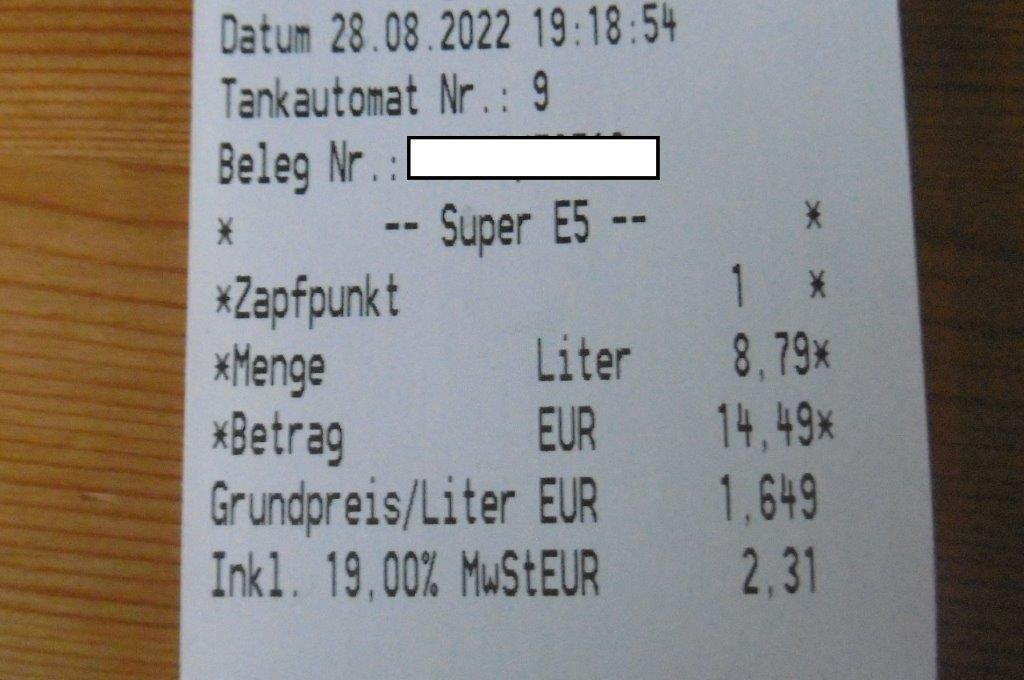 Datum 28.08.2022 19:18:54
Tankautomat Nr.: 9
Beleg Nr.:
* -- Super E5 -- *
*Zapfpunkt 1 *
*Menge Liter 8,79*
*Betrag EUR 14,49*
Grundpreis/Liter EUR 1,649
Inkl. 19,00% MwStEUR 2,31